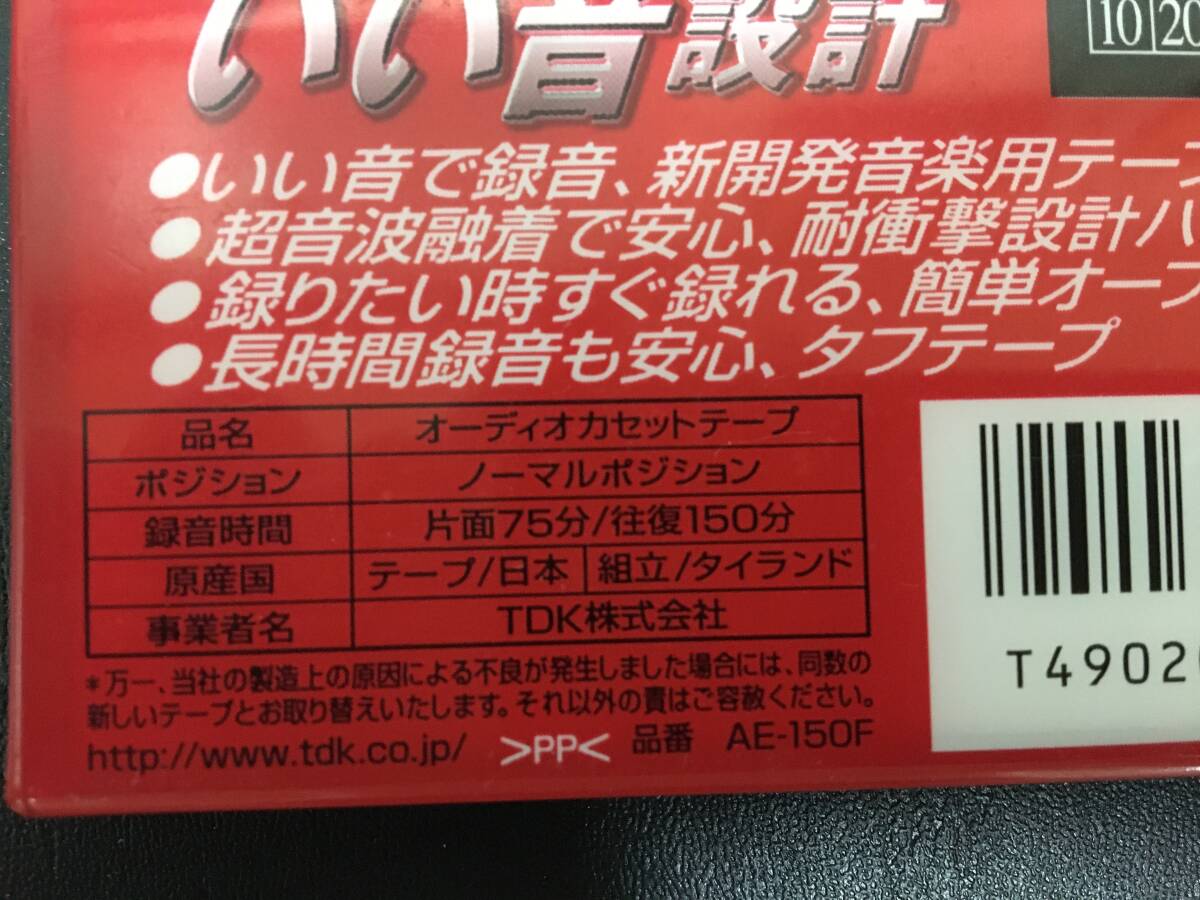 いい音設計
10 20
●いい音で録音、新開発音楽用テープ
●超音波融着で安心、耐衝撃設計ハ
●録りたい時すぐ録れる、簡単オープ
●長時間録音も安心、タフテープ
品名 オーディオカセットテープ
ポジション ノーマルポジション
録音時間 片面75分/往復150分
原産国 テープ/日本 組立/タイランド
事業者名 TDK株式会社
*万一、当社の製造上の原因による不良が発生しました場合には、同数の
新しいテープとお取り替えいたします。それ以外の責はご容赦ください。
http://www.tdk.co.jp/ >PP< 品番 AE-150F
T4902